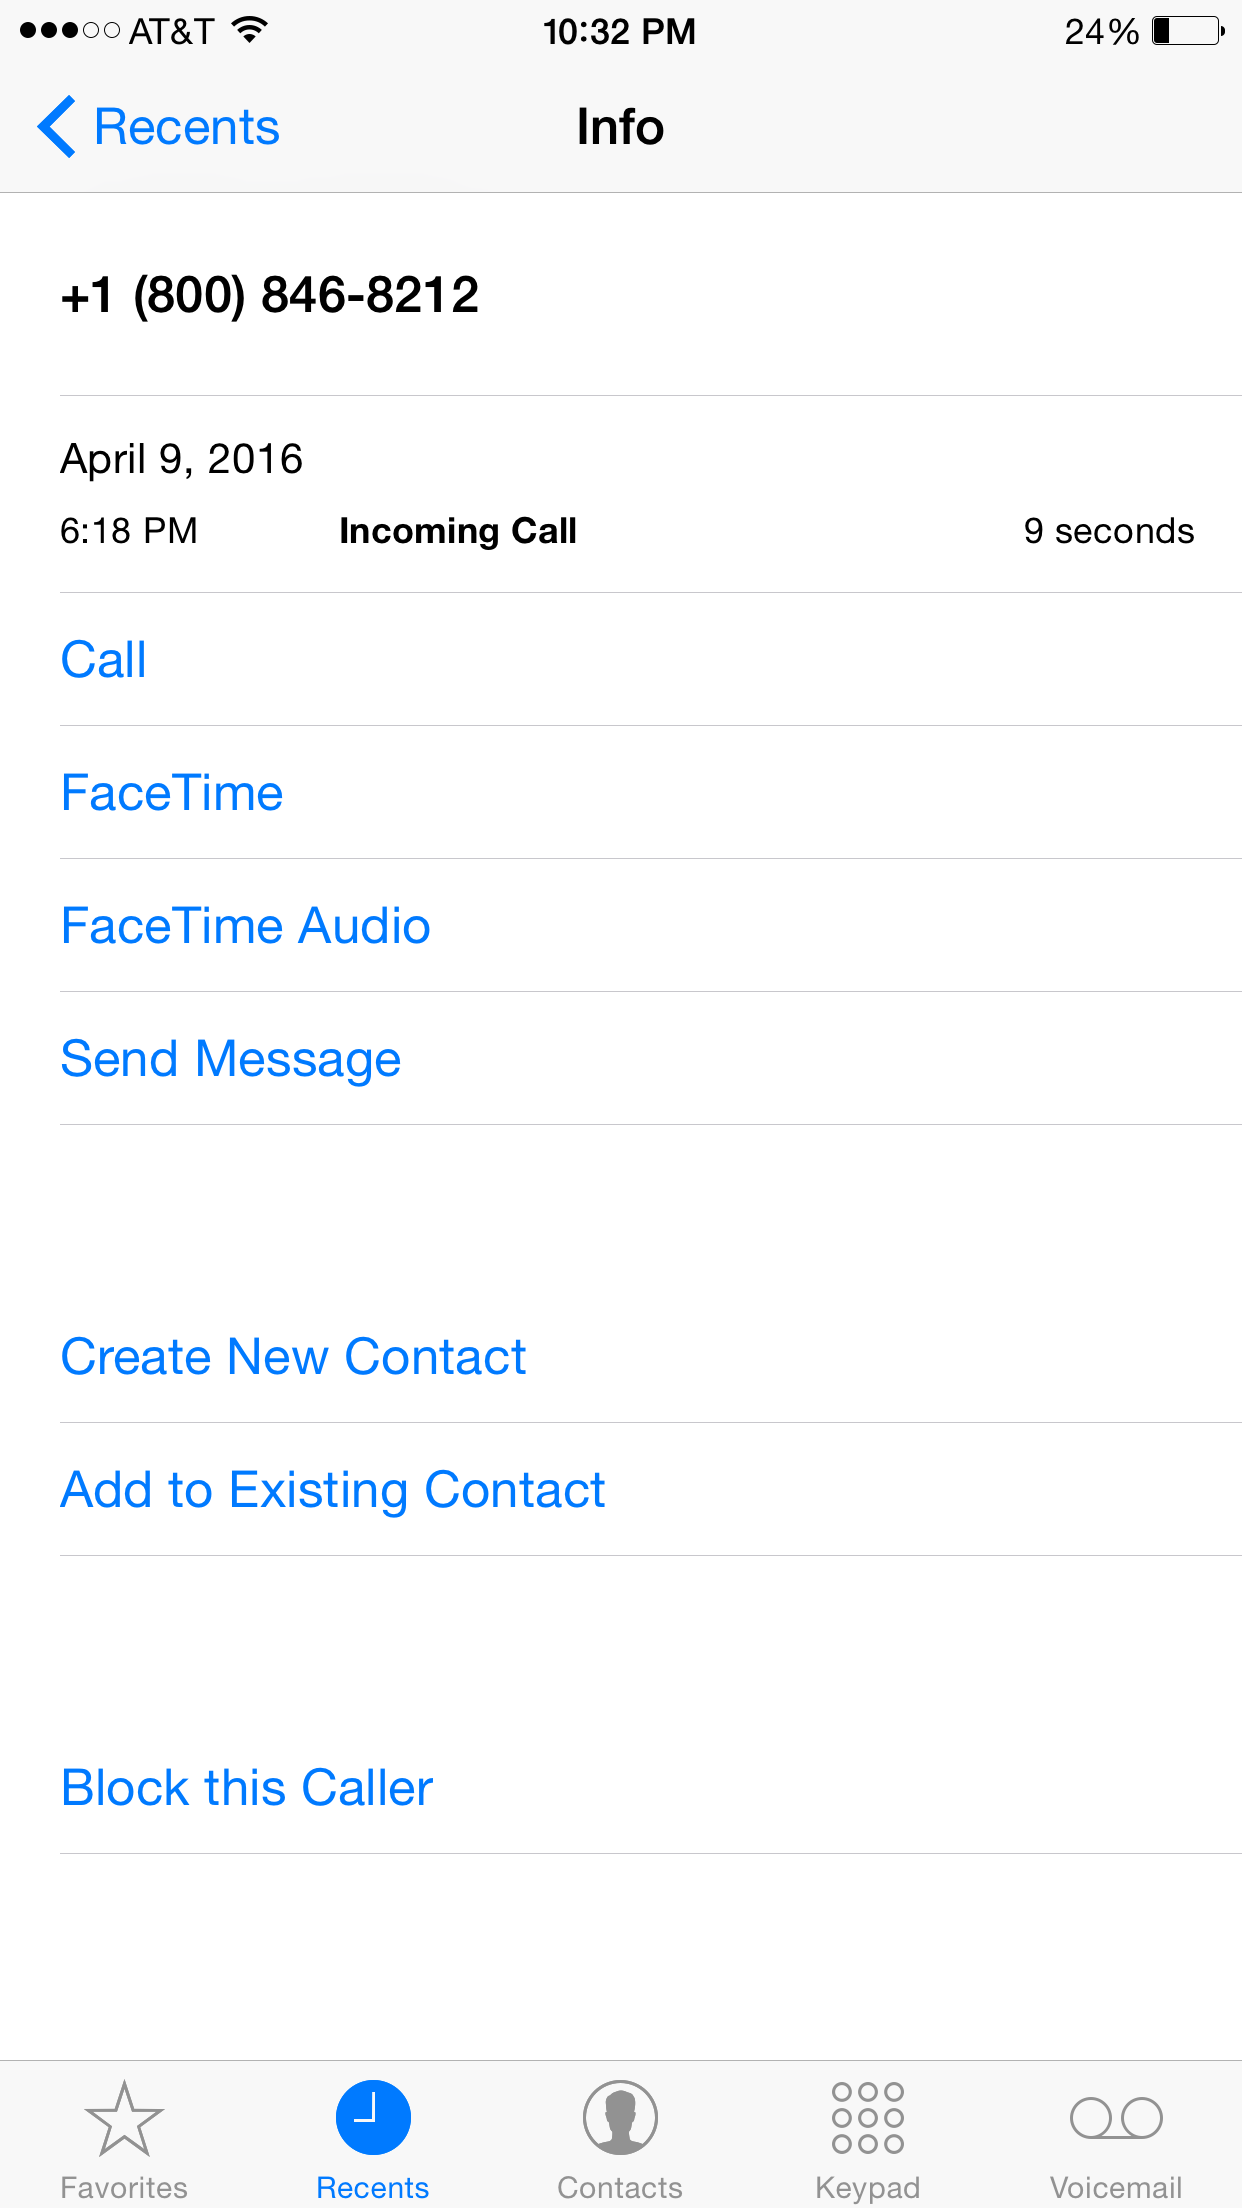 AT&T 10:32 PM 24%
Recents Info
+1 (800) 846-8212
April 9, 2016
6:18 PM Incoming Call 9 seconds
Call
FaceTime
FaceTime Audio
Send Message
Create New Contact
Add to Existing Contact
Block this Caller
Favorites Recents Contacts Keypad Voicemail